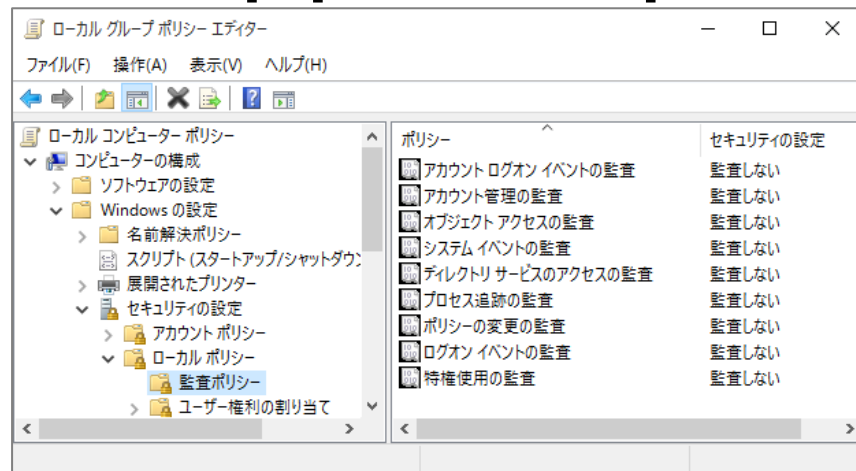 ローカル グループ ポリシー エディター
ファイル(F) 操作(A) 表示(V) ヘルプ(H)
ローカル コンピューター ポリシー
コンピューターの構成
ソフトウェアの設定
Windows の設定
名前解決ポリシー
スクリプト (スタートアップ/シャットダウン
展開されたプリンター
セキュリティの設定
アカウント ポリシー
ローカル ポリシー
監査ポリシー
ユーザー権利の割り当て
ポリシー セキュリティの設定
アカウント ログオン イベントの監査 監査しない
アカウント管理の監査 監査しない
オブジェクト アクセスの監査 監査しない
システム イベントの監査 監査しない
ディレクトリ サービスのアクセスの監査 監査しない
プロセス追跡の監査 監査しない
ポリシーの変更の監査 監査しない
ログオン イベントの監査 監査しない
特権使用の監査 監査しない